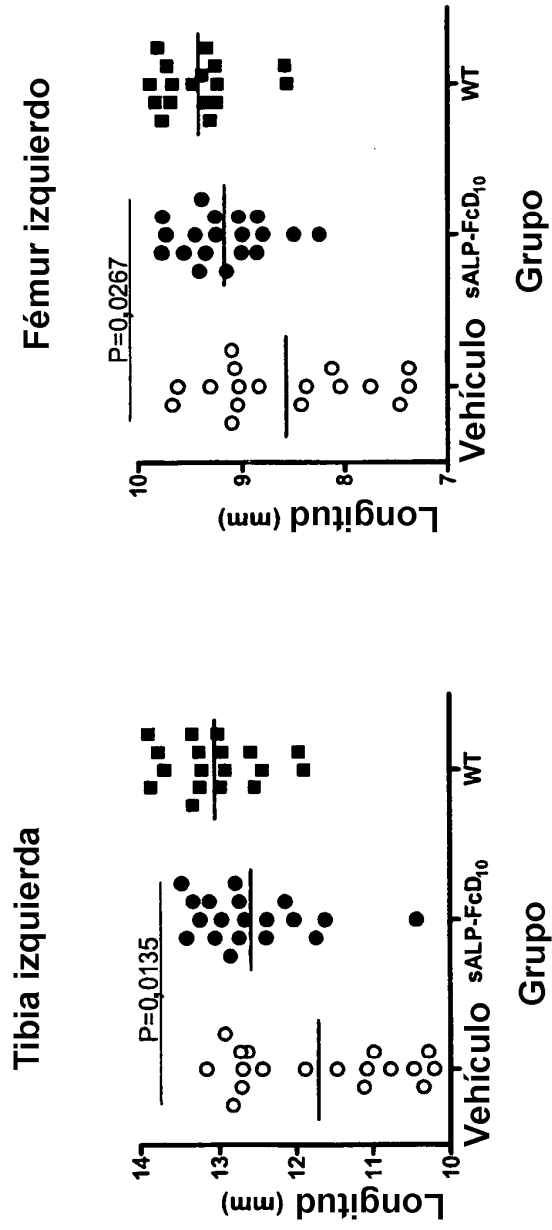 Tibia izquierda
P=0,0135
14
13
12
11
10
Longitud (mm)
Vehículo sALP-FcD10 WT
Grupo
Fémur izquierdo
P=0,0267
10
9
8
7
Longitud (mm)
Vehículo sALP-FcD10 WT
Grupo